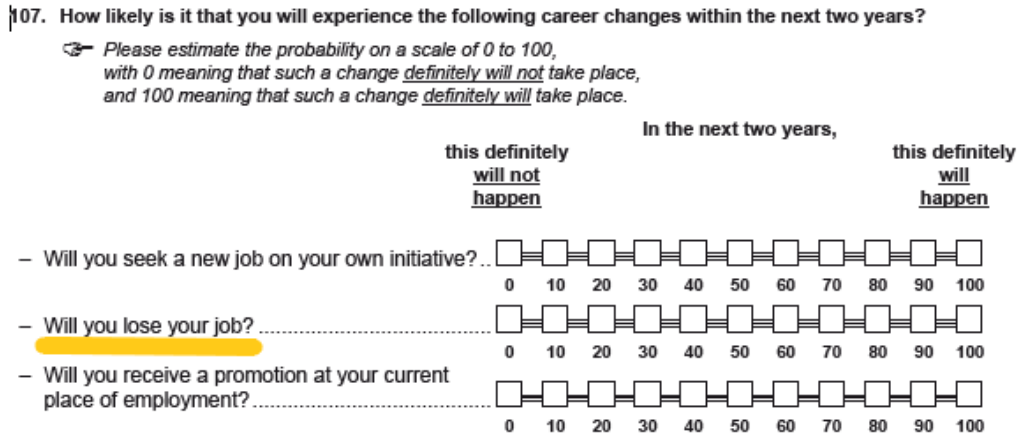 107. How likely is it that you will experience the following career changes within the next two years?
Please estimate the probability on a scale of 0 to 100,
with 0 meaning that such a change definitely will not take place,
and 100 meaning that such a change definitely will take place.
In the next two years,
this definitely will not happen
this definitely will happen
– Will you seek a new job on your own initiative?..
0 10 20 30 40 50 60 70 80 90 100
– Will you lose your job? ..........................................
0 10 20 30 40 50 60 70 80 90 100
– Will you receive a promotion at your current
place of employment?...........................................
0 10 20 30 40 50 60 70 80 90 100